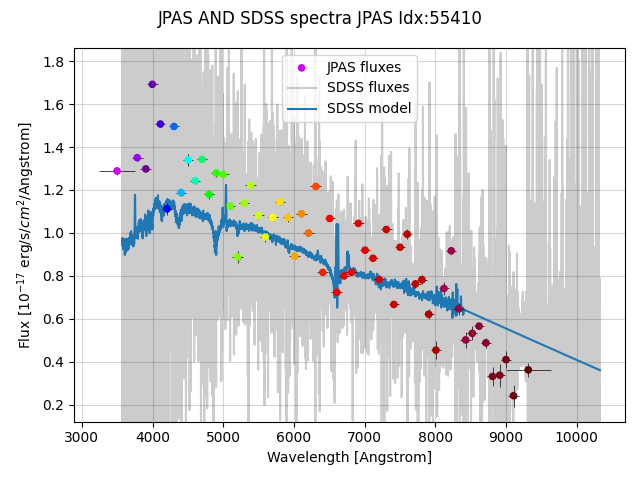 JPAS AND SDSS spectra JPAS Idx:55410
JPAS fluxes
SDSS fluxes
SDSS model
1.8
1.6
1.4
1.2
1.0
0.8
0.6
0.4
0.2
Flux [10⁻¹⁷ erg/s/cm²/Angstrom]
3000 4000 5000 6000 7000 8000 9000 10000
Wavelength [Angstrom]